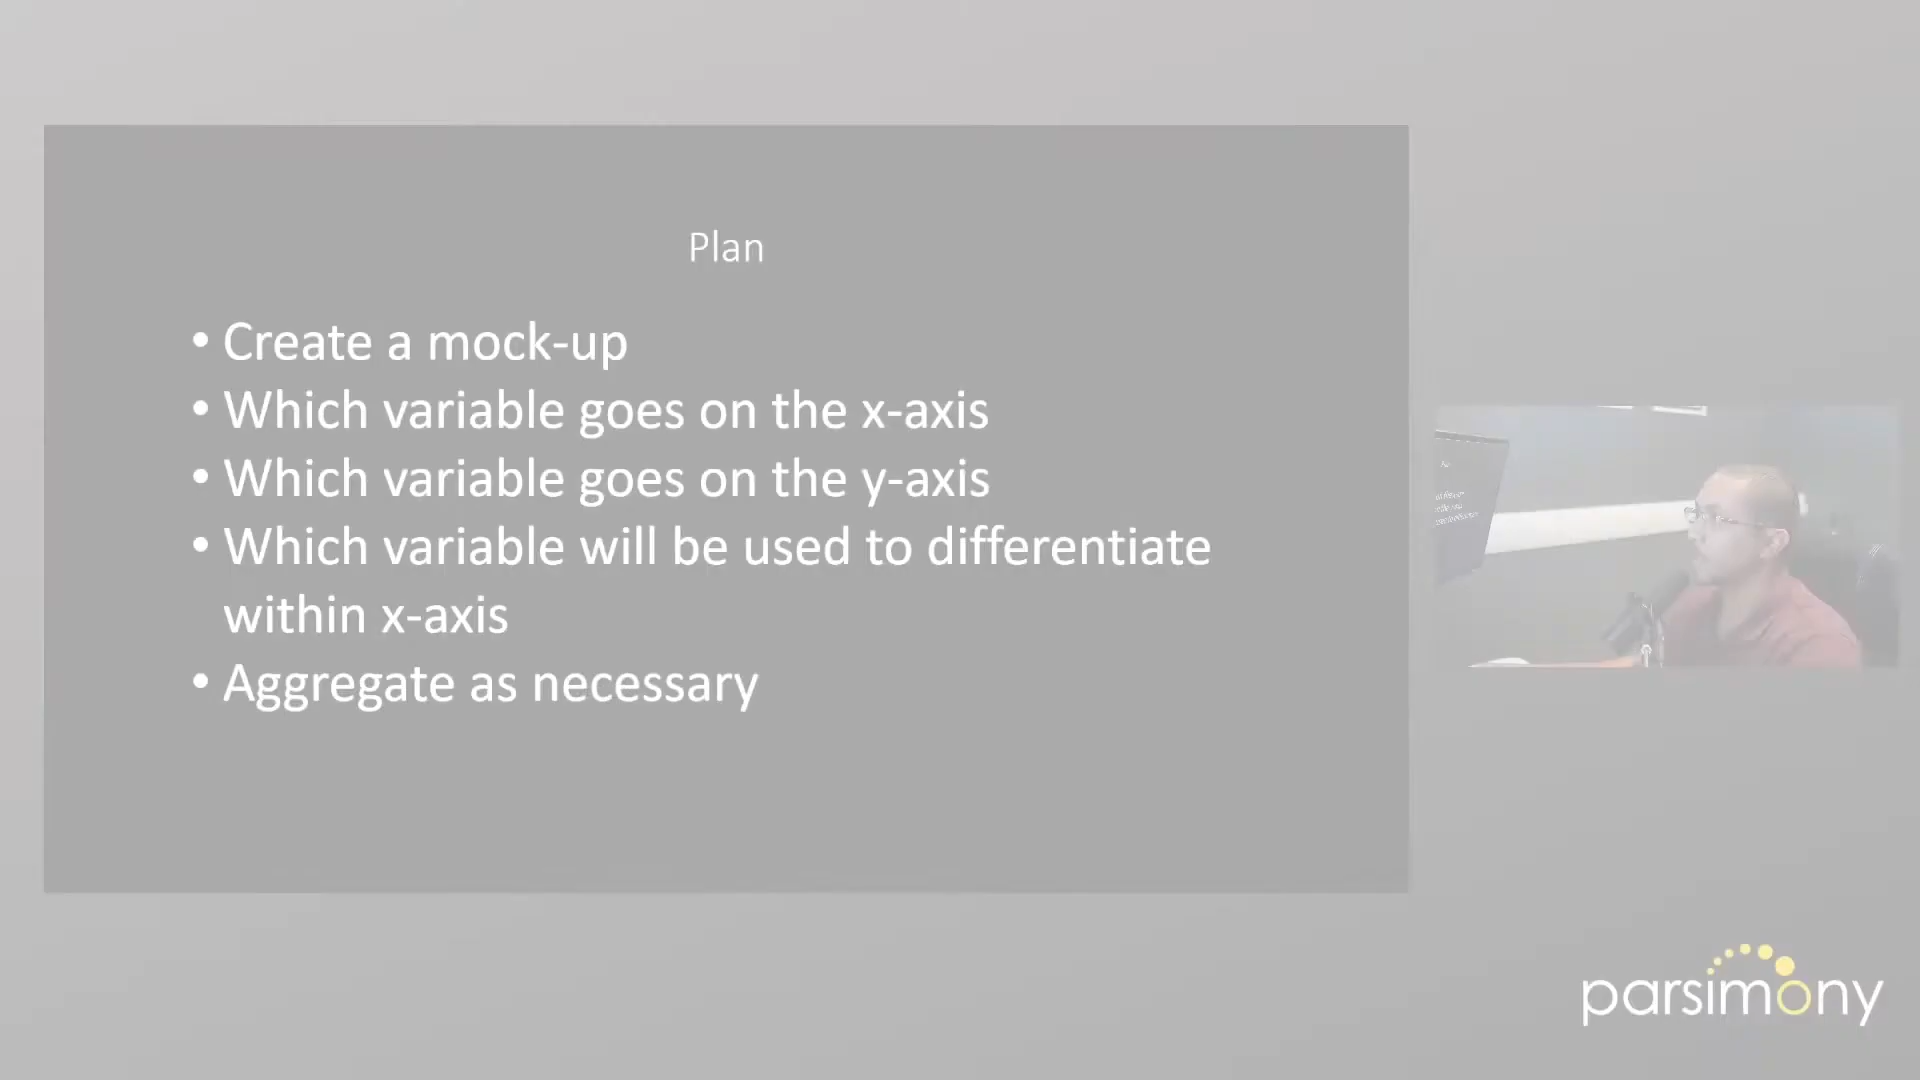 Plan
• Create a mock-up
• Which variable goes on the x-axis
• Which variable goes on the y-axis
• Which variable will be used to differentiate
within x-axis
• Aggregate as necessary
parsimony